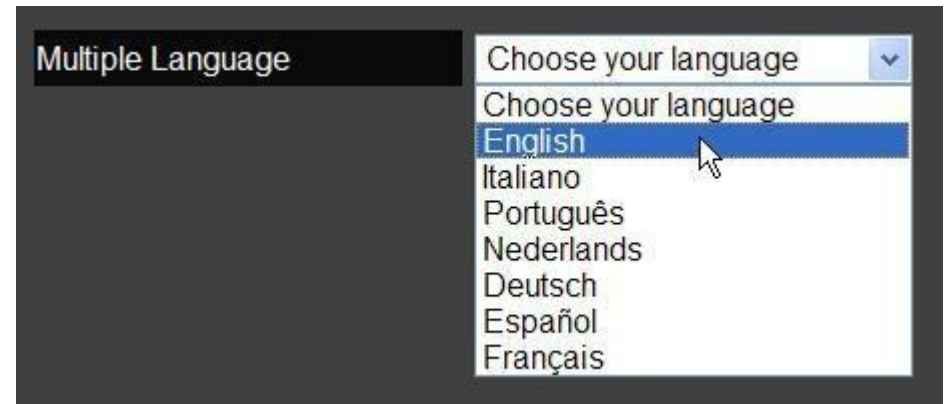 Multiple Language
Choose your language
Choose your language
English
Italiano
Português
Nederlands
Deutsch
Español
Français